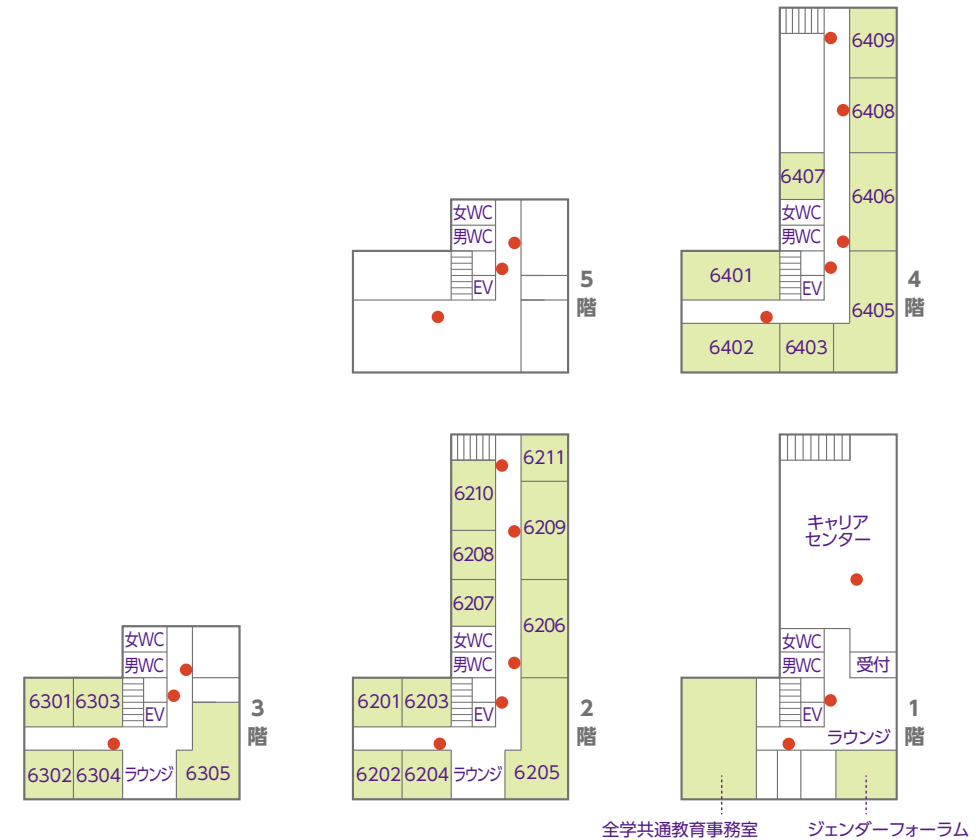 女WC
男WC
EV
5
階
6409
6408
6407
6406
女WC
男WC
6401
EV
6405
6402
6403
4
階
女WC
男WC
6301
6303
EV
6302
6304
ラウンジ
6305
3
階
6211
6210
6209
6208
6207
6206
女WC
男WC
6201
6203
EV
6202
6204
ラウンジ
6205
2
階
キャリア
センター
女WC
男WC
受付
EV
ラウンジ
1
階
全学共通教育事務室
ジェンダーフォーラム